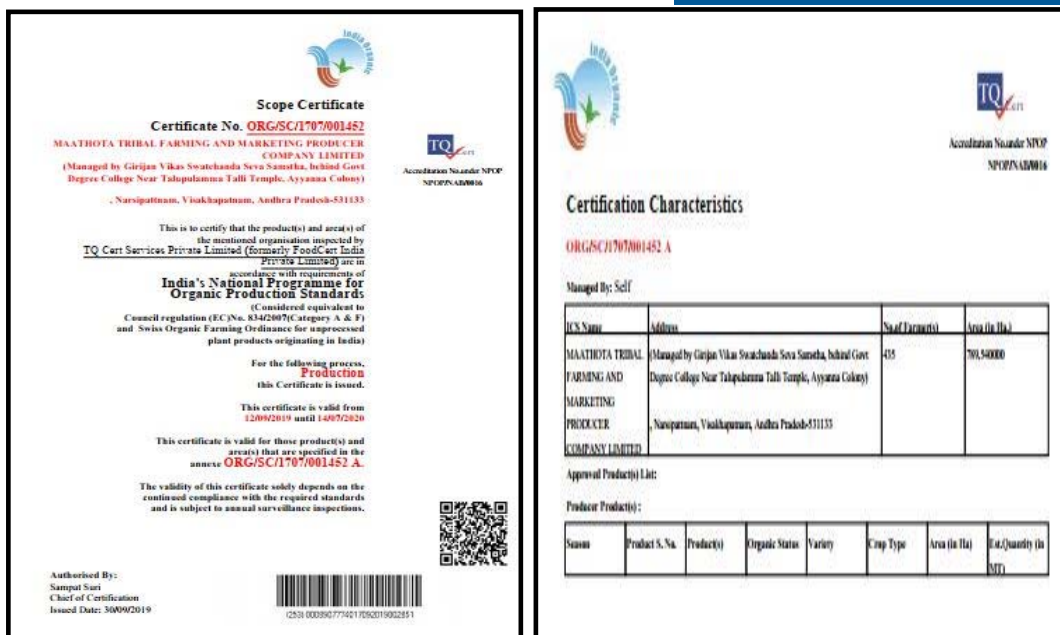 India Organic
Scope Certificate
Certificate No. ORG/SC/1707/001452
MAATHOTA TRIBAL FARMING AND MARKETING PRODUCER
COMPANY LIMITED
(Managed by Girijan Vikas Swatchanda Seva Samstha, behind Govt
Degree College Near Talupulamma Talli Temple, Ayyanna Colony)
, Narsipattnam, Visakhapatnam, Andhra Pradesh-531133
TQ Cert
Accreditation No.under NPOP
NPOP/NAB/0016
This is to certify that the product(s) and area(s) of
the mentioned organisation inspected by
TQ Cert Services Private Limited (formerly FoodCert India
Private Limited) are in
accordance with requirements of
India's National Programme for
Organic Production Standards
(Considered equivalent to
Council regulation (EC)No. 834/2007(Category A & F)
and Swiss Organic Farming Ordinance for unprocessed
plant products originating in India)
For the following process,
Production
this Certificate is issued.
This certificate is valid from
12/09/2019 until 14/07/2020
This certificate is valid for those product(s) and
area(s) that are specified in the
annexe ORG/SC/1707/001452 A.
The validity of this certificate solely depends on the
continued compliance with the required standards
and is subject to annual surveillance inspections.
Authorised By:
Sampat Suri
Chief of Certification
Issued Date: 30/09/2019
India Organic
TQ Cert
Accreditation No.under NPOP
NPOP/NAB/0016
Certification Characteristics
ORG/SC/1707/001452 A
Managed By: Self
ICS Name Address No.of Farmer(s) Area (in Ha.)
MAATHOTA TRIBAL (Managed by Girijan Vikas Swatchanda Seva Samstha, behind Govt 435 789.540000
FARMING AND Degree College Near Talupulamma Talli Temple, Ayyanna Colony)
MARKETING
PRODUCER , Narsipattnam, Visakhapatnam, Andhra Pradesh-531133
COMPANY LIMITED
Approved Product(s) List:
Producer Product(s) :
Season Product S. No. Product(s) Organic Status Variety Crop Type Area (in Ha) Est.Quantity (in
MT)